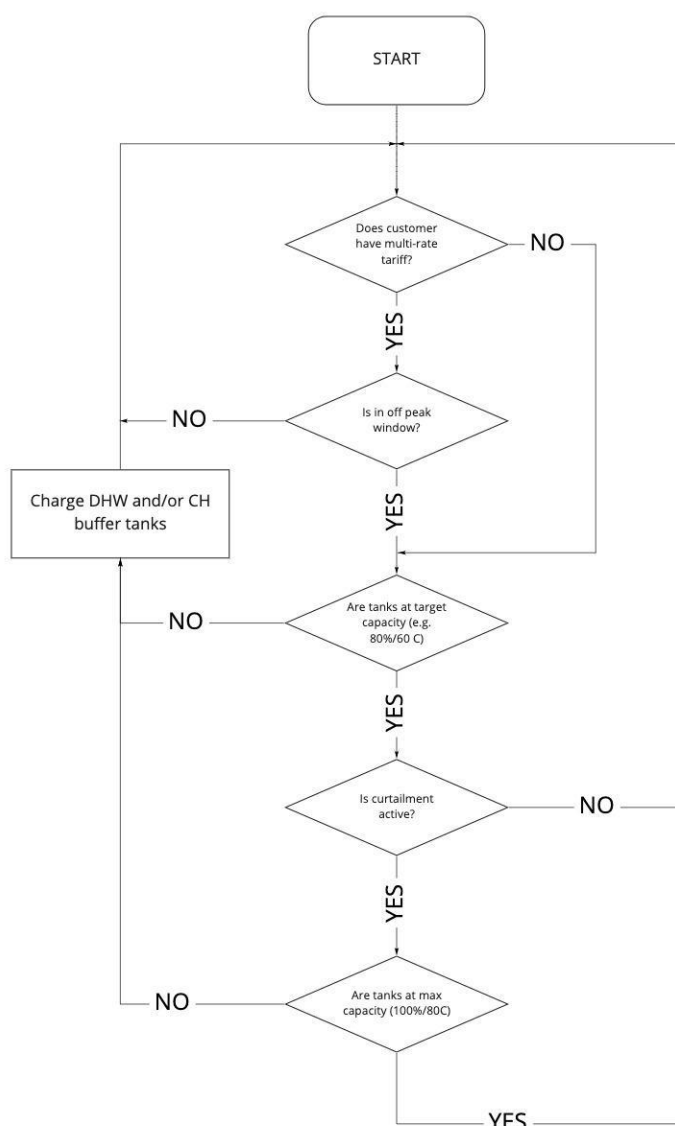 START
Does customer
have multi-rate
tariff?
NO
YES
Is in off peak
window?
NO
YES
Charge DHW and/or CH
buffer tanks
Are tanks at target
capacity (e.g.
80%/60 C)
NO
YES
Is curtailment
active?
NO
YES
Are tanks at max
capacity (100%/80C)
NO
YES